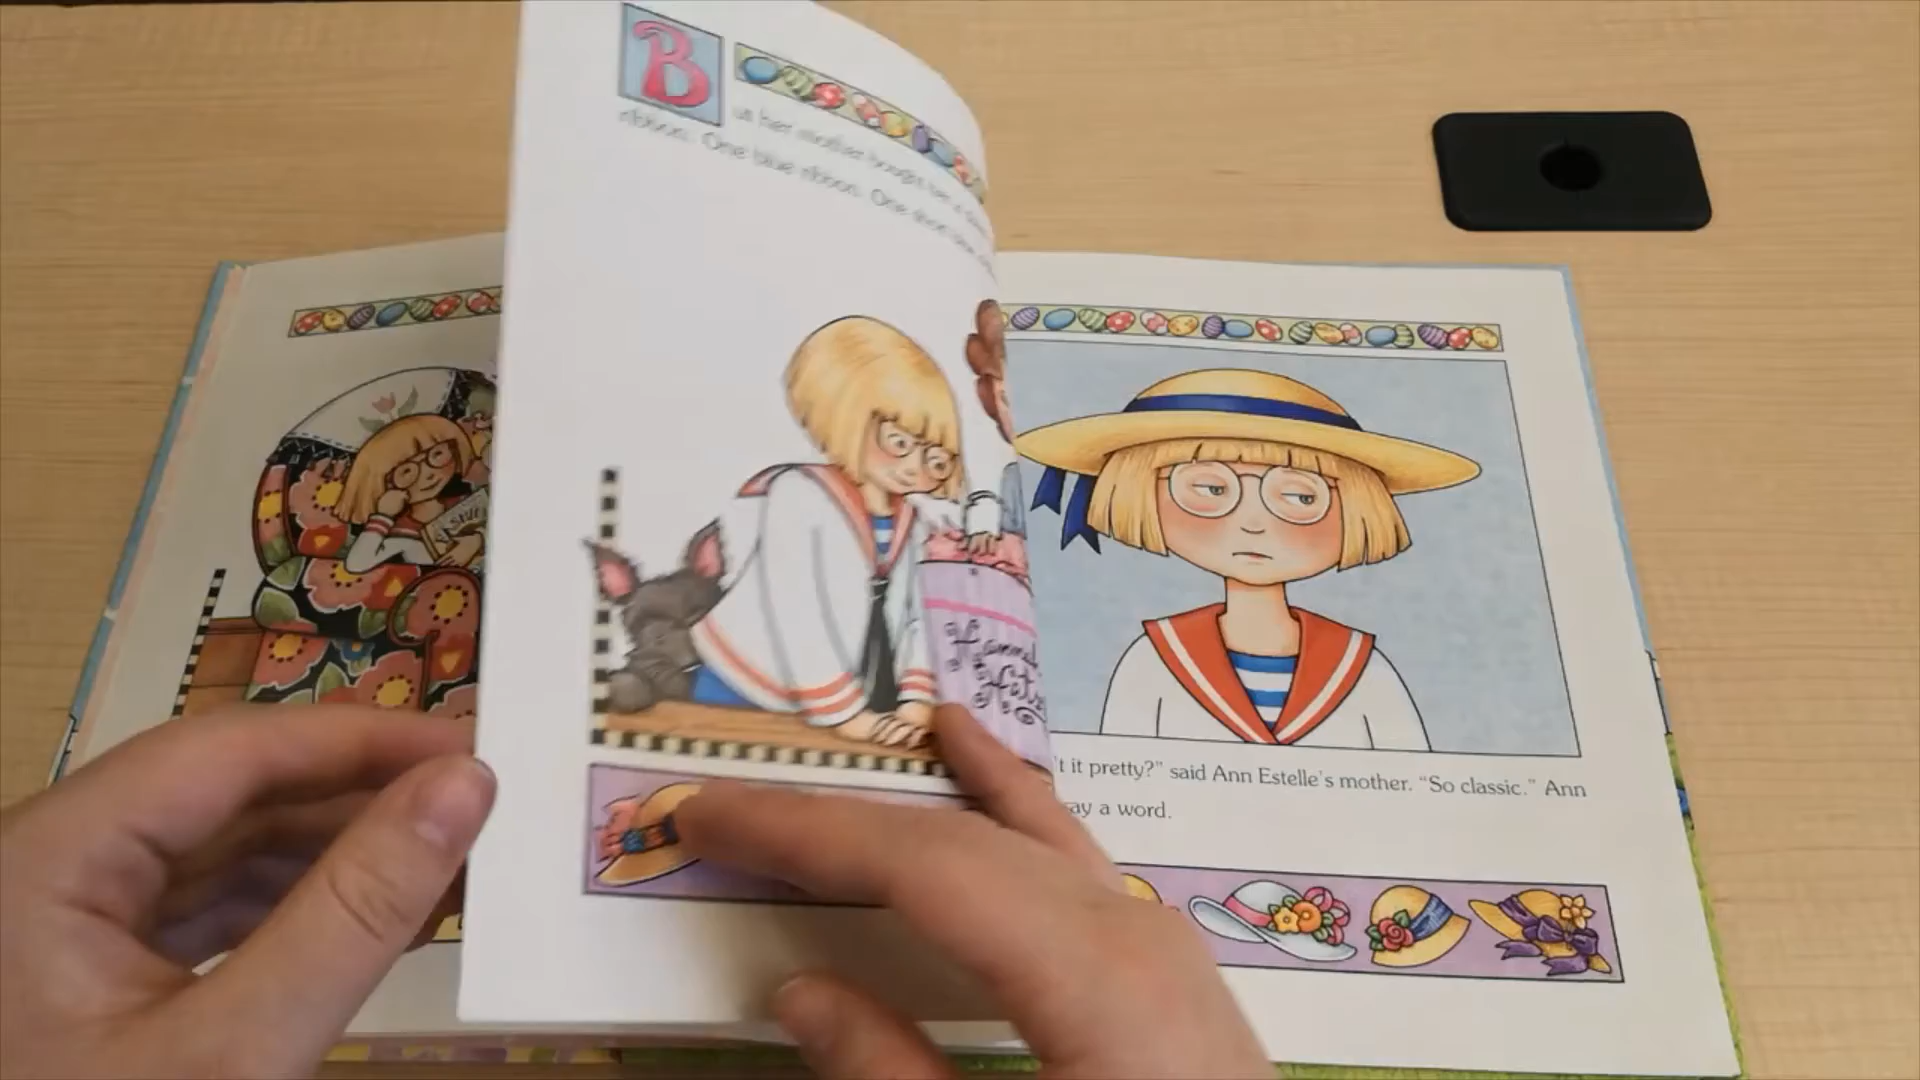 B
ut her mother bought her a
ribbon. One blue ribbon. One
Hats
't it pretty?" said Ann Estelle's mother. "So classic." Ann
ay a word.